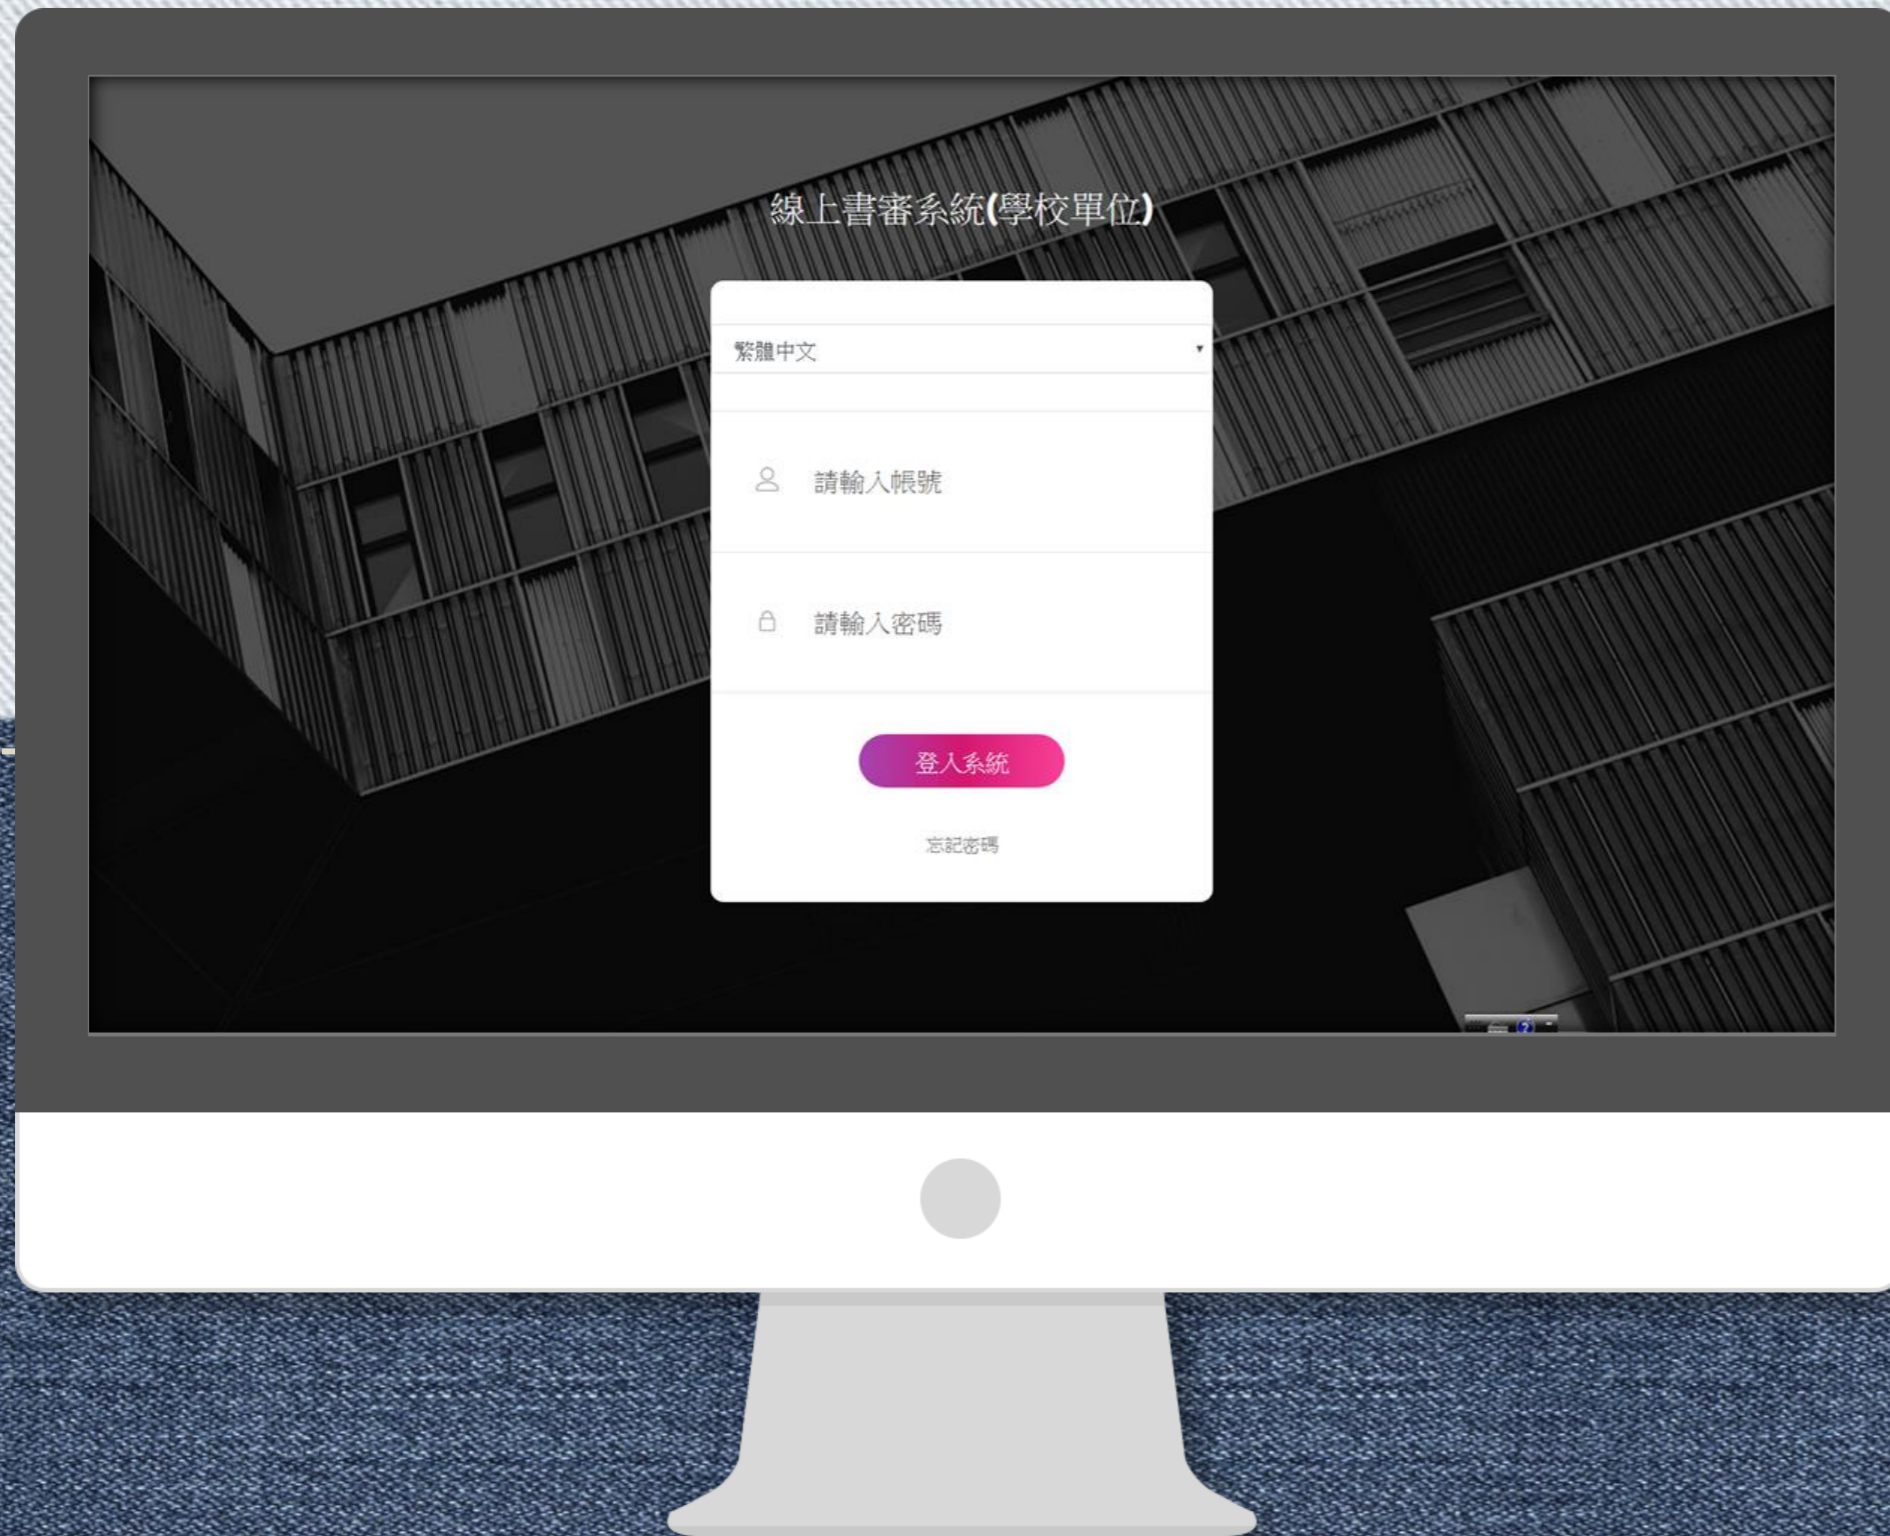 線上書審系統(學校單位)
繁體中文
請輸入帳號
請輸入密碼
登入系統
忘記密碼